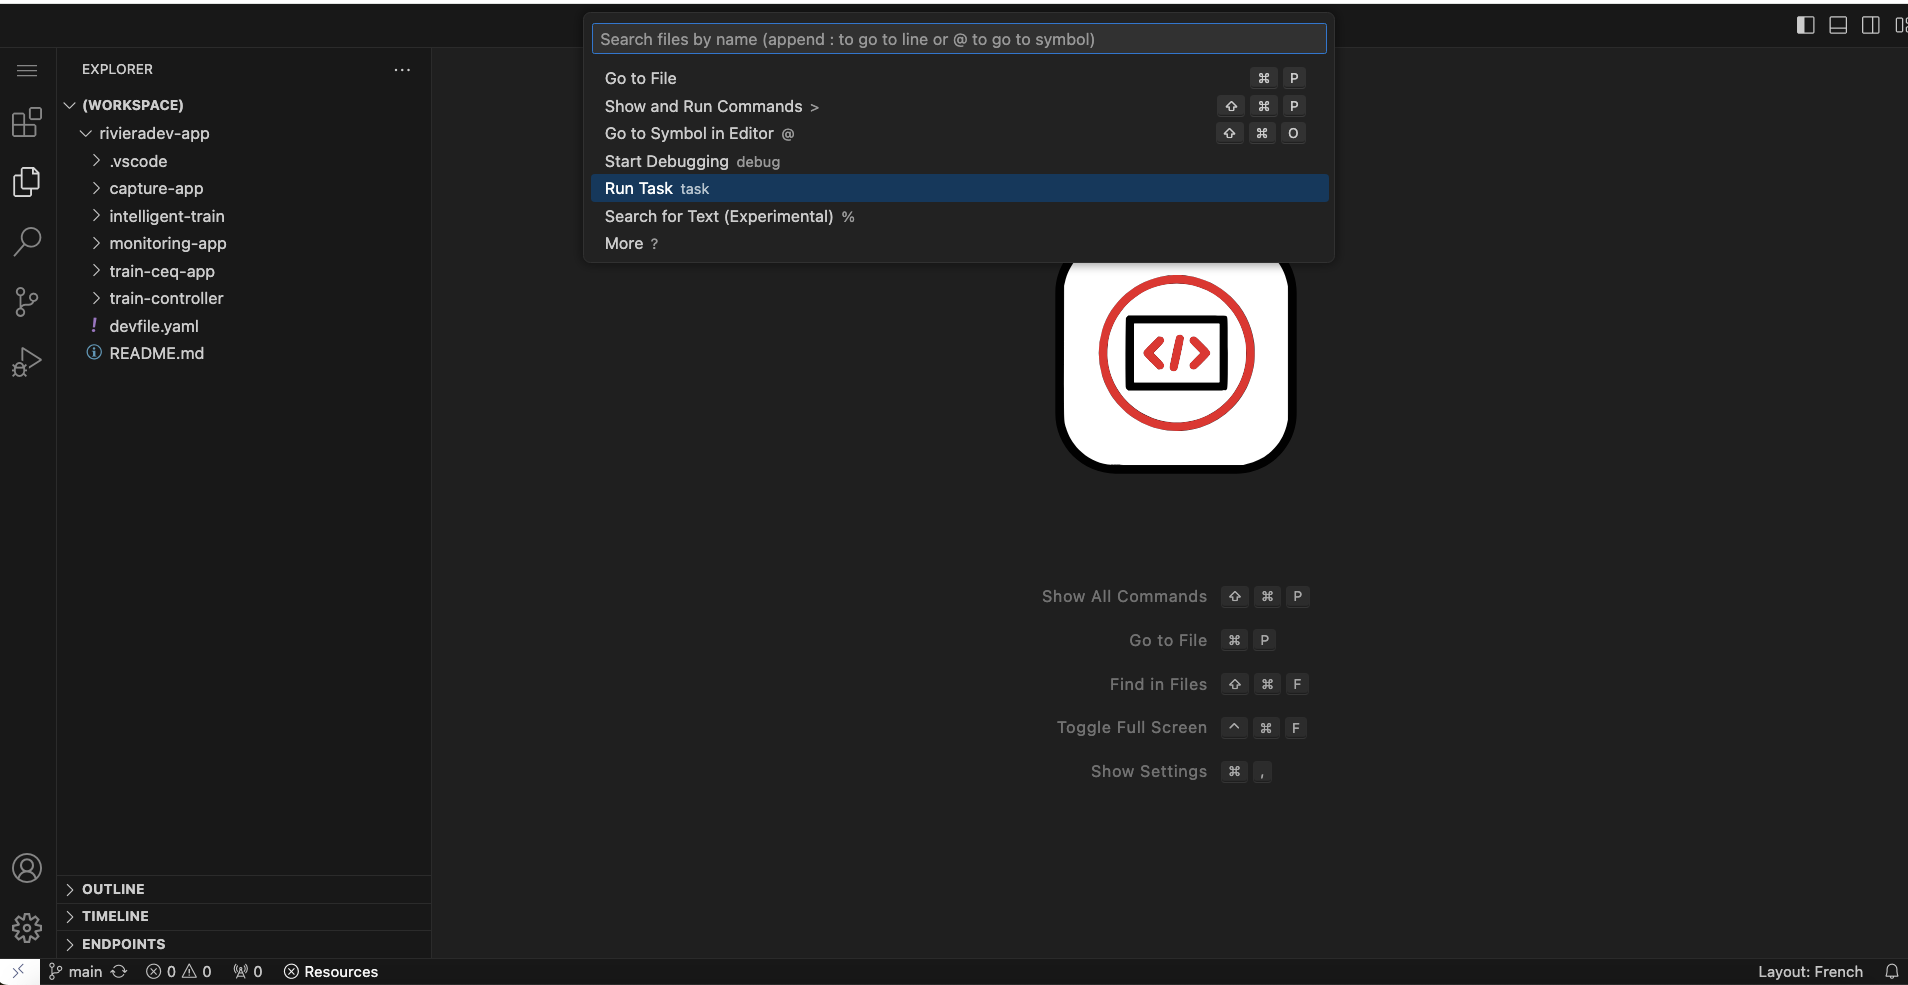 Search files by name (append : to go to line or @ to go to symbol)
Go to File ⌘ P
Show and Run Commands > ⇧ ⌘ P
Go to Symbol in Editor @ ⇧ ⌘ O
Start Debugging debug
Run Task task
Search for Text (Experimental) %
More ?
EXPLORER ...
(WORKSPACE)
rivieradev-app
.vscode
capture-app
intelligent-train
monitoring-app
train-ceq-app
train-controller
! devfile.yaml
README.md
</>
Show All Commands ⇧ ⌘ P
Go to File ⌘ P
Find in Files ⇧ ⌘ F
Toggle Full Screen ^ ⌘ F
Show Settings ⌘ ,
OUTLINE
TIMELINE
ENDPOINTS
main 0 0 0 Resources Layout: French